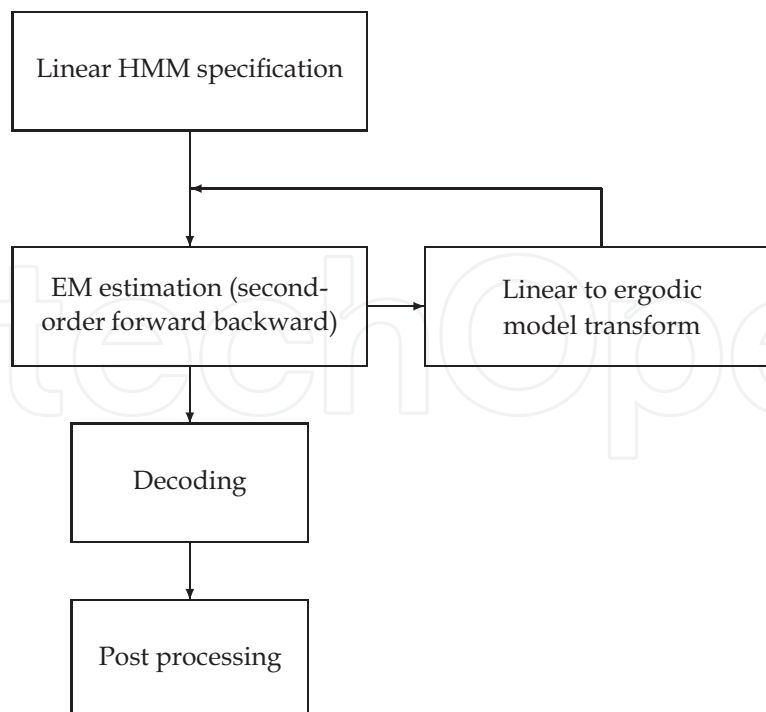 Linear HMM specification
EM estimation (second-
order forward backward)
Linear to ergodic
model transform
Decoding
Post processing